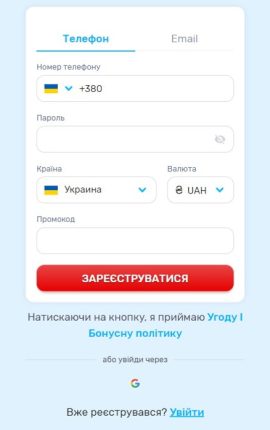 Телефон Email
Номер телефону
+380
Пароль
Країна Валюта
Украина ₴ UAH
Промокод
ЗАРЕЄСТРУВАТИСЯ
Натискаючи на кнопку, я приймаю Угоду І
Бонусну політику
або увійди через
Вже реєструвався? Увійти